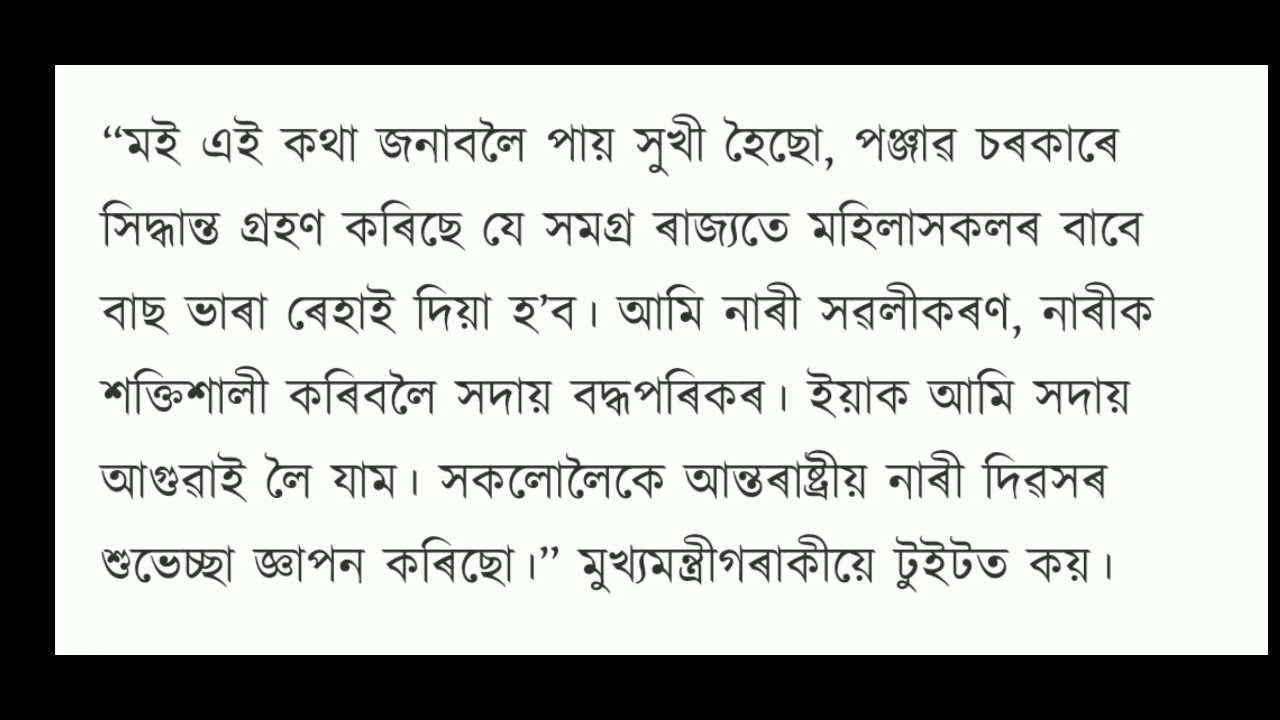 “মই এই কথা জনাবলৈ পায় সুখী হৈছো, পঞ্জাৱ চৰকাৰে
সিদ্ধান্ত গ্ৰহণ কৰিছে যে সমগ্ৰ ৰাজ্যতে মহিলাসকলৰ বাবে
বাছ ভাৰা ৰেহাই দিয়া হ’ব। আমি নাৰী সৱলীকৰণ, নাৰীক
শক্তিশালী কৰিবলৈ সদায় বদ্ধপৰিকৰ। ইয়াক আমি সদায়
আগুৱাই লৈ যাম। সকলোলৈকে আন্তৰাষ্ট্ৰীয় নাৰী দিৱসৰ
শুভেচ্ছা জ্ঞাপন কৰিছো।” মুখ্যমন্ত্ৰীগৰাকীয়ে টুইটত কয়।